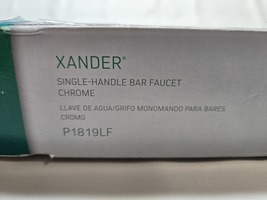 XANDER®
SINGLE-HANDLE BAR FAUCET
CHROME
LLAVE DE AGUA/GRIFO MONOMANDO PARA BARES
CROMO
P1819LF